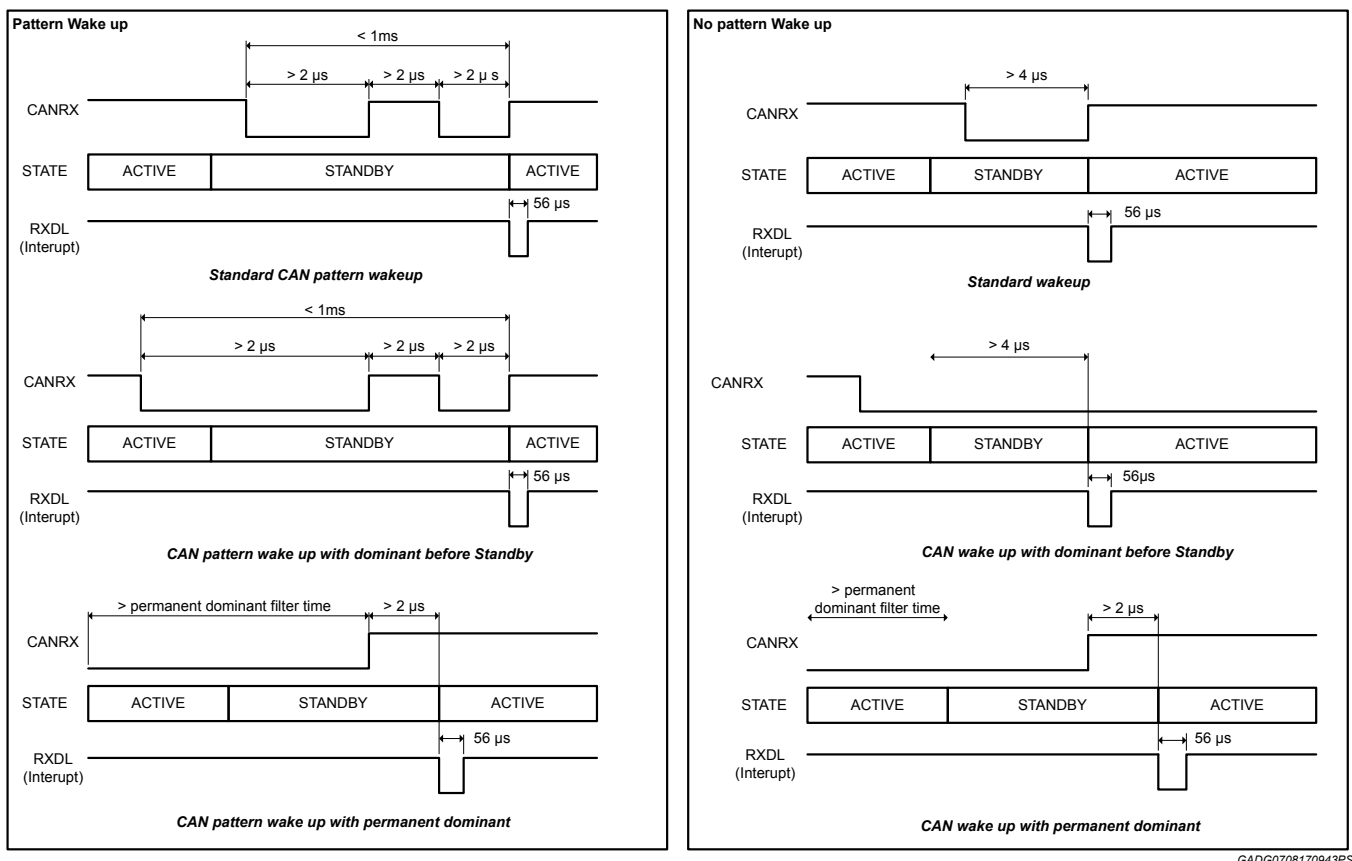 Pattern Wake up
< 1ms
> 2 µs
> 2 µs
> 2 µ s
CANRX
STATE
ACTIVE
STANDBY
ACTIVE
56 µs
RXDL
(Interupt)
Standard CAN pattern wakeup
< 1ms
> 2 µs
> 2 µs
> 2 µs
CANRX
STATE
ACTIVE
STANDBY
ACTIVE
56 µs
RXDL
(Interupt)
CAN pattern wake up with dominant before Standby
> permanent dominant filter time
> 2 µs
CANRX
STATE
ACTIVE
STANDBY
ACTIVE
56 µs
RXDL
(Interupt)
CAN pattern wake up with permanent dominant
No pattern Wake up
> 4 µs
CANRX
STATE
ACTIVE
STANDBY
ACTIVE
56 µs
RXDL
(Interupt)
Standard wakeup
> 4 µs
CANRX
STATE
ACTIVE
STANDBY
ACTIVE
56µs
RXDL
(Interupt)
CAN wake up with dominant before Standby
> permanent
dominant filter time
> 2 µs
CANRX
STATE
ACTIVE
STANDBY
ACTIVE
56 µs
RXDL
(Interupt)
CAN wake up with permanent dominant
GADG0708170943PS